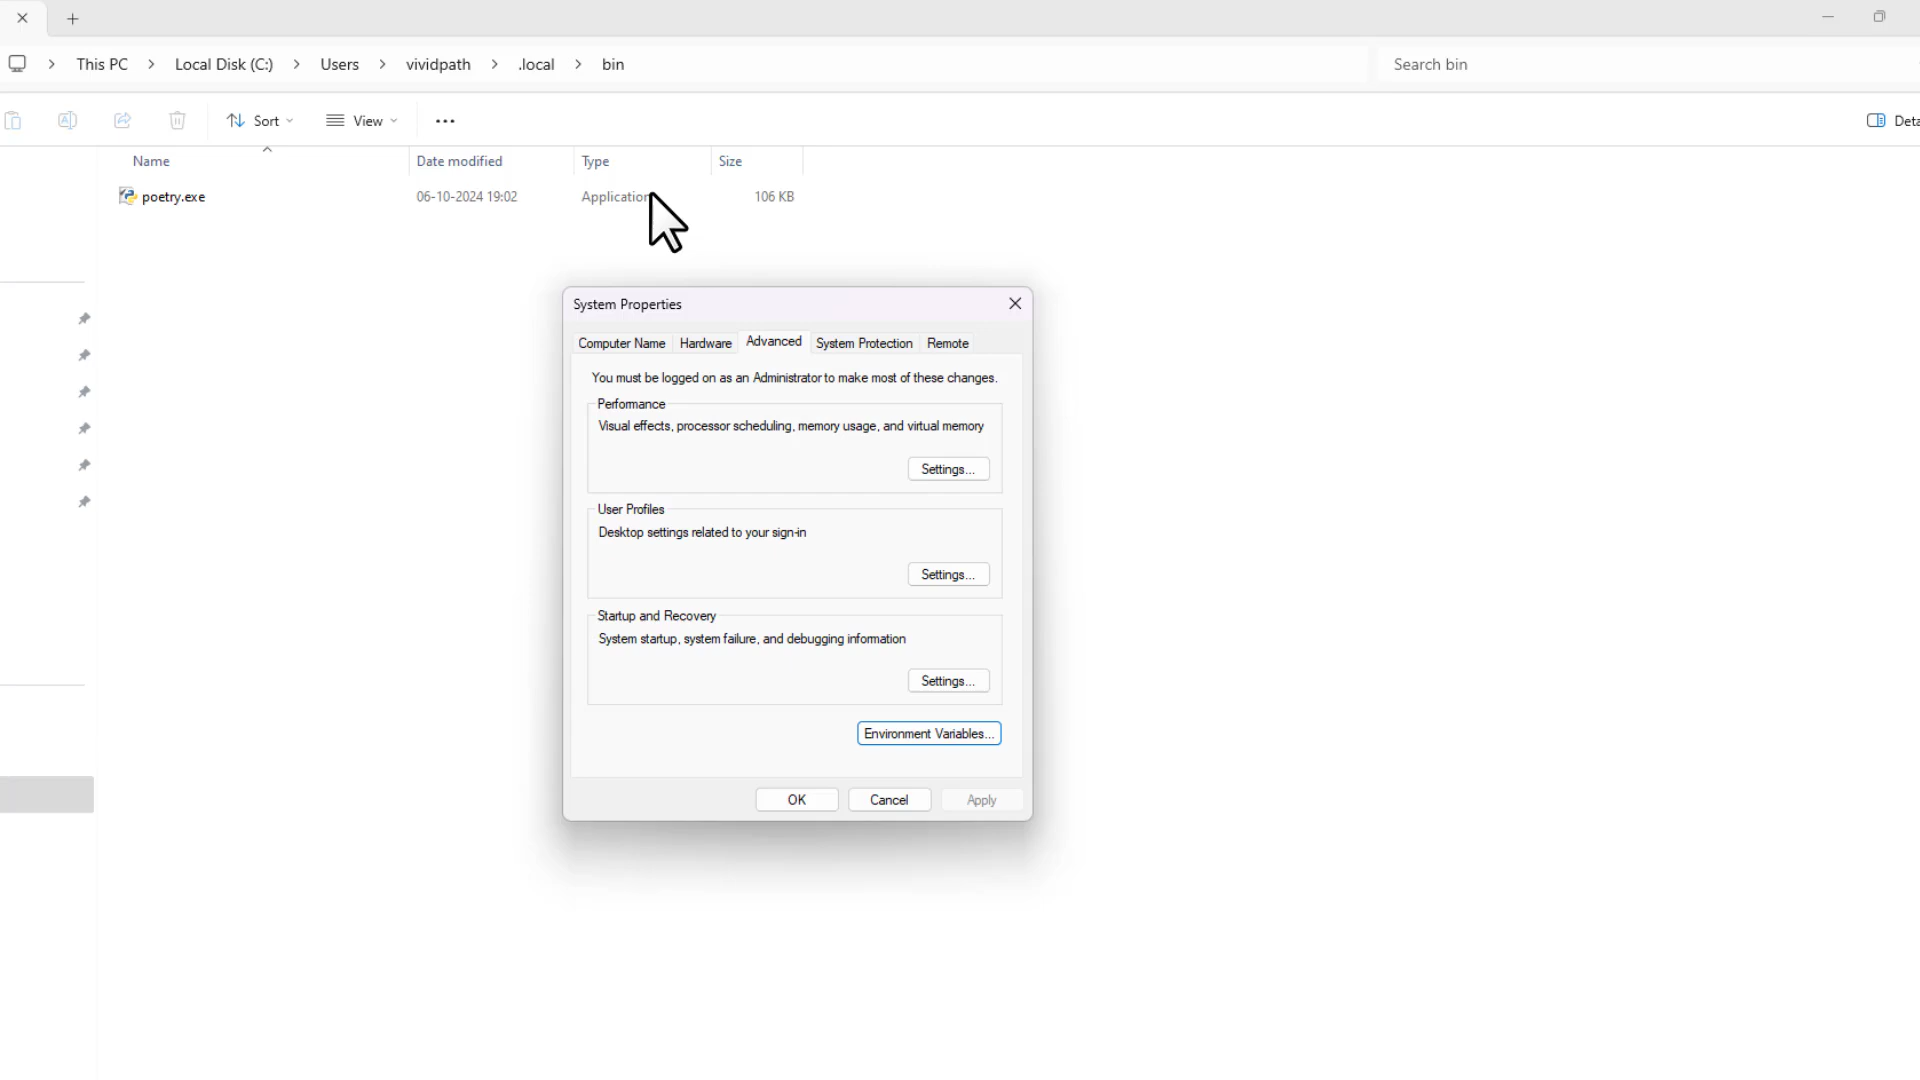 This PC > Local Disk (C:) > Users > vividpath > .local > bin
Search bin
Sort
View
Name
Date modified
Type
Size
poetry.exe
06-10-2024 19:02
106 KB
System Properties
Computer Name
Hardware
Advanced
System Protection
Remote
You must be logged on as an Administrator to make most of these changes.
Performance
Visual effects, processor scheduling, memory usage, and virtual memory
Settings...
User Profiles
Desktop settings related to your sign-in
Settings...
Startup and Recovery
System startup, system failure, and debugging information
Settings...
Environment Variables...
OK
Cancel
Apply